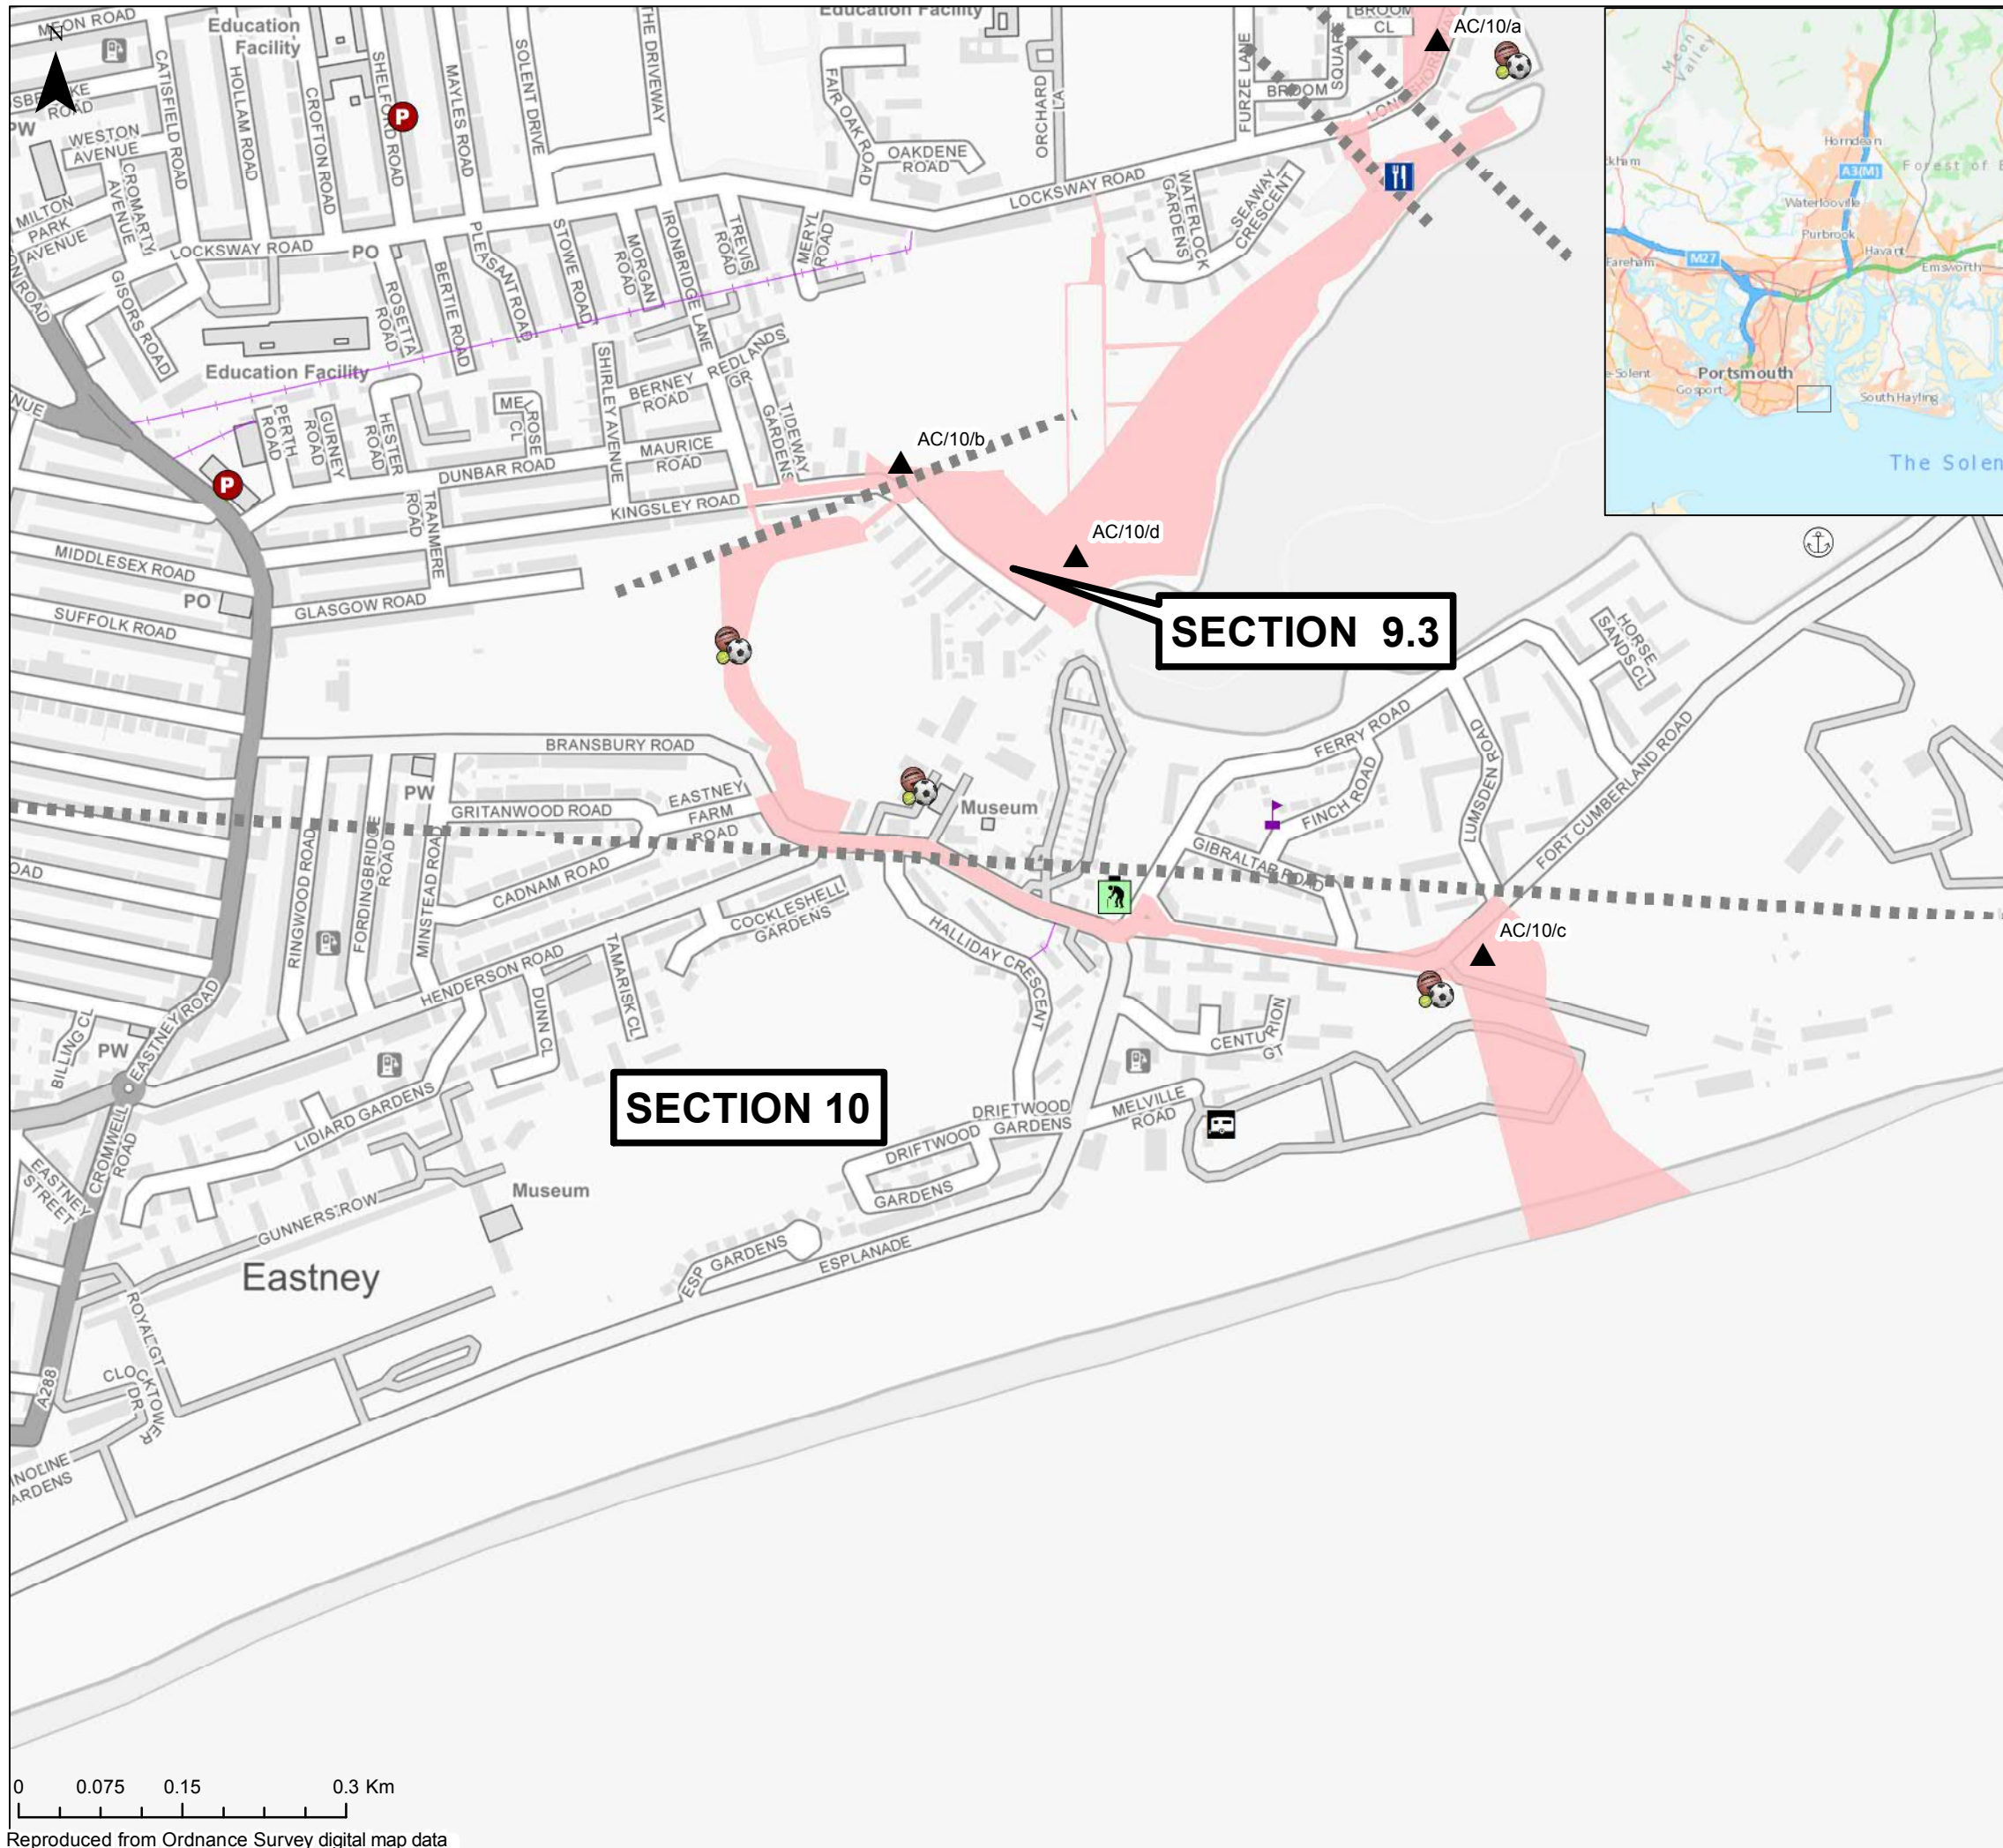 MEON ROAD
N
Education
Facility
Education Facility
THE DRIVEWAY
SOLENT DRIVE
MAYLES ROAD
SHELFORD ROAD
CROFTON ROAD
HOLLAM ROAD
CATISFIELD ROAD
ROAD
PW
WESTON
AVENUE
CROMARTY
AVENUE
MILTON
PARK
AVENUE
P
FAIR OAK ROAD
OAKDENE
ROAD
ORCHARD
LA
FURZE LANE
BROOM
SQUARE
BROOM
CL
AC/10/a
LOCKSWAY ROAD
WATERLOCK
GARDENS
SEAWAY
CRESCENT
LOCKSWAY ROAD
PO
GISORS ROAD
ROSETTA
ROAD
BERTIE ROAD
PLEASANT ROAD
STOWE ROAD
MORGAN
ROAD
IRONBRIDGE LANE
TREVIS
ROAD
MERYL
ROAD
Education Facility
PERTH
ROAD
GURNEY
ROAD
HESTER
ROAD
MELROSE
CL
SHIRLEY AVENUE
BERNEY
ROAD
REDLANDS
GR
TIDEWAY
GARDENS
MAURICE
ROAD
DUNBAR ROAD
KINGSLEY ROAD
TRANMERE
ROAD
P
AC/10/b
AC/10/d
SECTION 9.3
MIDDLESEX ROAD
PO
SUFFOLK ROAD
GLASGOW ROAD
BRANSBURY ROAD
PW
GRITANWOOD ROAD
EASTNEY
FARM
ROAD
CADNAM ROAD
RINGWOOD ROAD
FORDINGBRIDGE
ROAD
MINSTEAD ROAD
HENDERSON ROAD
COCKLESHELL
GARDENS
TAMARISK CL
DUNN CL
HALLIDAY CRESCENT
Museum
FERRY ROAD
FINCH ROAD
GIBRALTAR ROAD
LUMSDEN ROAD
FORT CUMBERLAND ROAD
HORSE
SANDS CL
AC/10/c
CENTURION
GT
MELVILLE
ROAD
DRIFTWOOD
GARDENS
DRIFTWOOD
GARDENS
SECTION 10
BILLING CL
PW
EASTNEY ROAD
CROMWELL
ROAD
EASTNEY
STREET
LIDIARD GARDENS
GUNNERS ROW
Museum
Eastney
ESP
GARDENS
ESPLANADE
ROYAL GT
CLOCKTOWER
DR
A288
Meon
Valley
Horndean
A3(M)
Waterlooville
Purbrook
Havant
Emsworth
M27
Fareham
Portsmouth
Gosport
South Hayling
The Solen
0 0.075 0.15 0.3 Km
Reproduced from Ordnance Survey digital map data